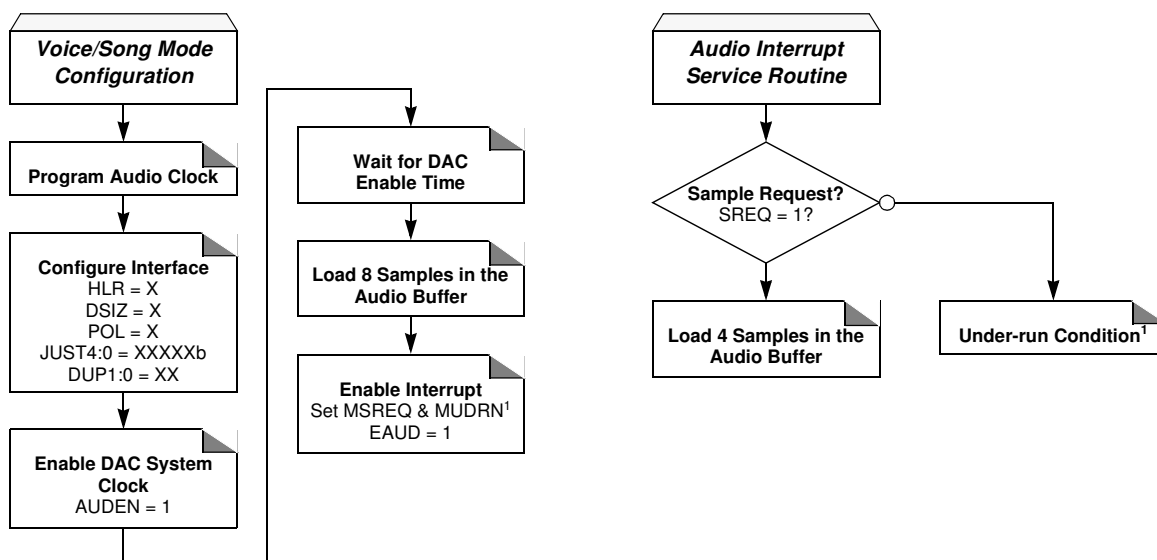 Voice/Song Mode
Configuration
Program Audio Clock
Configure Interface
HLR = X
DSIZ = X
POL = X
JUST4:0 = XXXXXb
DUP1:0 = XX
Enable DAC System
Clock
AUDEN = 1
Wait for DAC
Enable Time
Load 8 Samples in the
Audio Buffer
Enable Interrupt
Set MSREQ & MUDRN¹
EAUD = 1
Audio Interrupt
Service Routine
Sample Request?
SREQ = 1?
Load 4 Samples in the
Audio Buffer
Under-run Condition¹